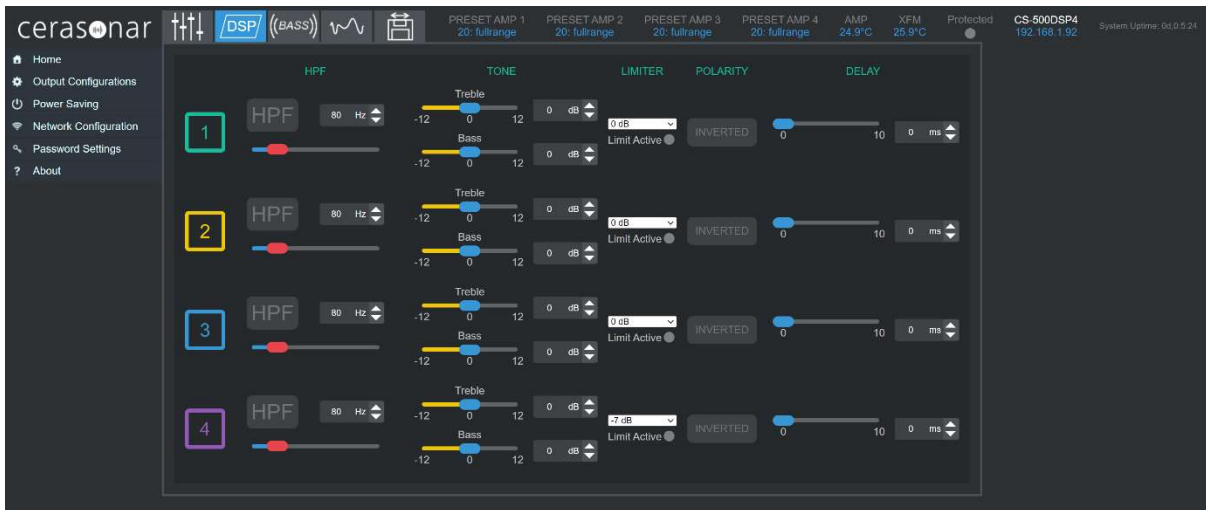 cerasonar
DSP
((BASS))
PRESET AMP 1
20: fullrange
PRESET AMP 2
20: fullrange
PRESET AMP 3
20: fullrange
PRESET AMP 4
20: fullrange
AMP
24.9°C
XFM
25.9°C
Protected
CS-500DSP4
192.168.1.92
System Uptime: 0d,0:5:24
Home
Output Configurations
Power Saving
Network Configuration
Password Settings
? About
HPF TONE LIMITER POLARITY DELAY
1
HPF
80 Hz
Treble
-12 0 12
0 dB
Bass
-12 0 12
0 dB
0 dB
Limit Active
INVERTED
0 10
0 ms
2
HPF
80 Hz
Treble
-12 0 12
0 dB
Bass
-12 0 12
0 dB
0 dB
Limit Active
INVERTED
0 10
0 ms
3
HPF
80 Hz
Treble
-12 0 12
0 dB
Bass
-12 0 12
0 dB
0 dB
Limit Active
INVERTED
0 10
0 ms
4
HPF
80 Hz
Treble
-12 0 12
0 dB
Bass
-12 0 12
0 dB
-7 dB
Limit Active
INVERTED
0 10
0 ms